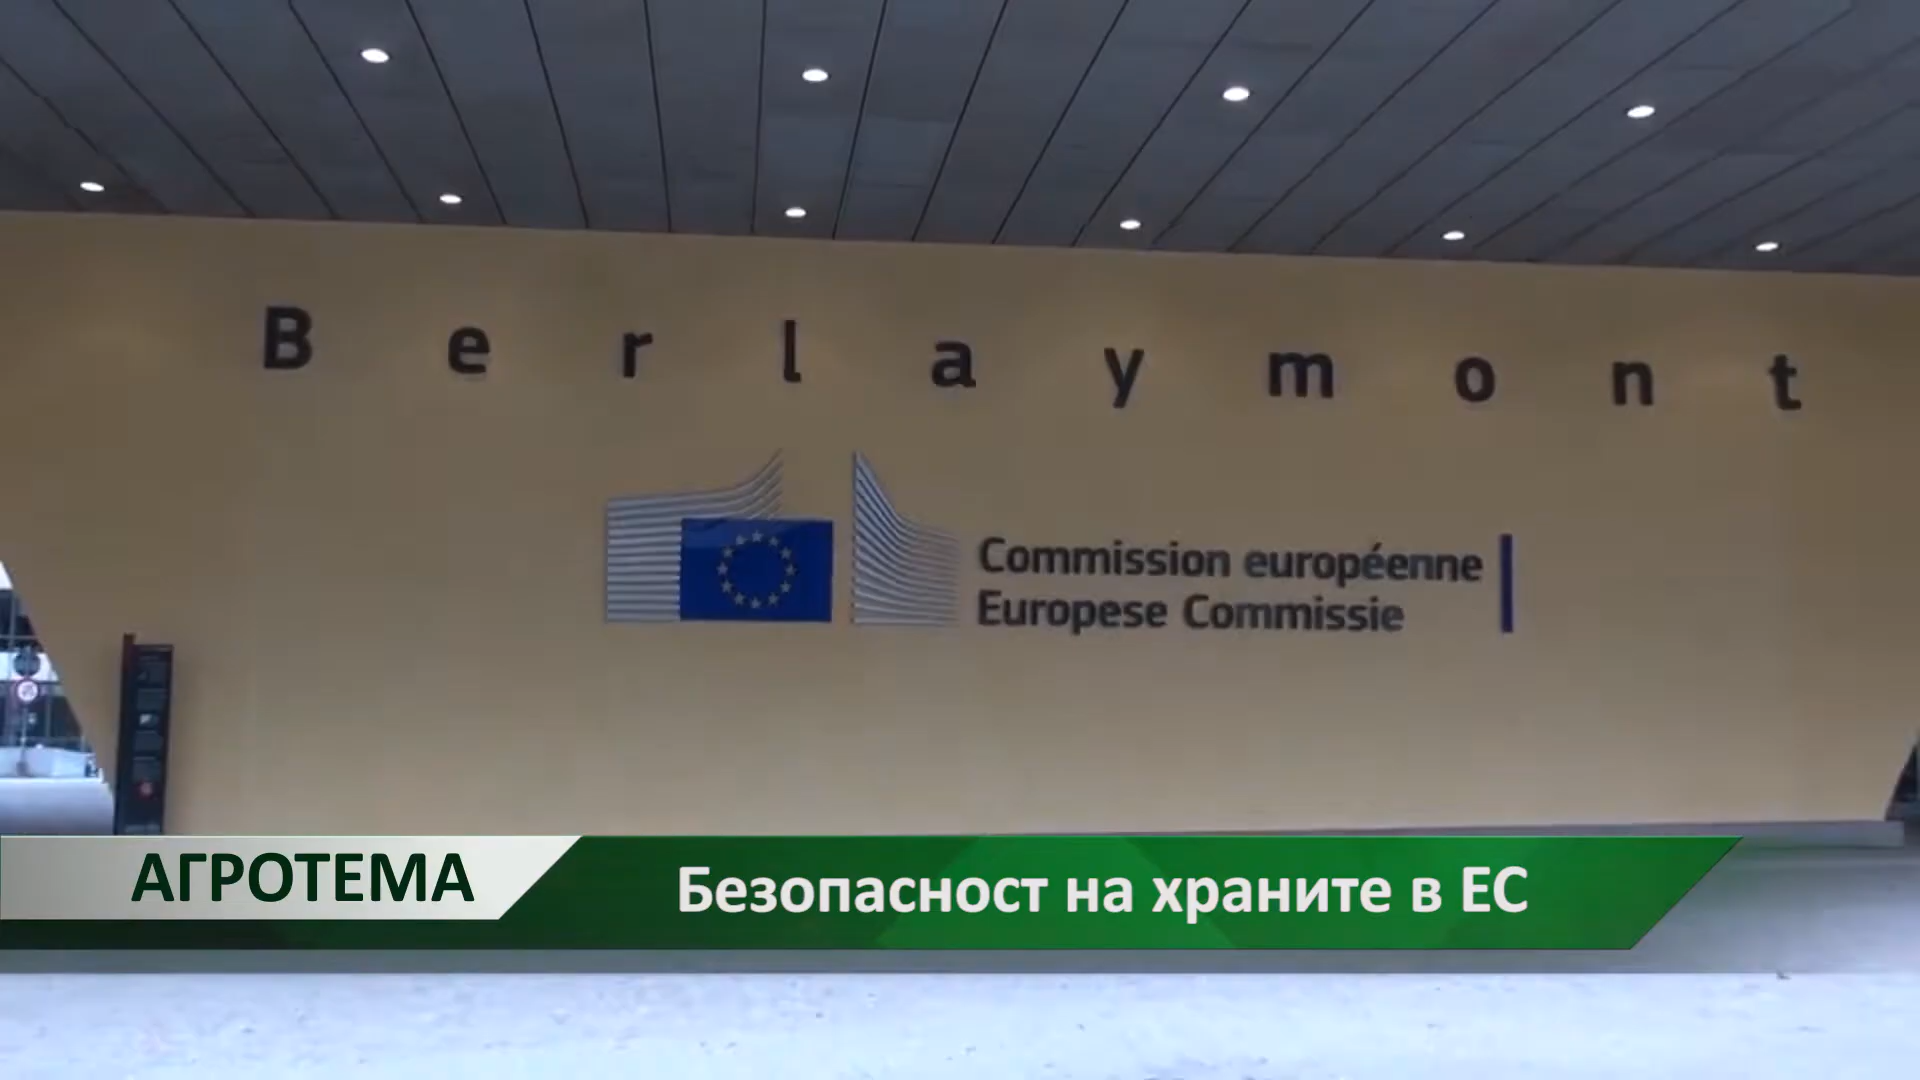 Berlaymont
Commission européenne
Europese Commissie
АГРОТЕМА
Безопасност на храните в ЕС